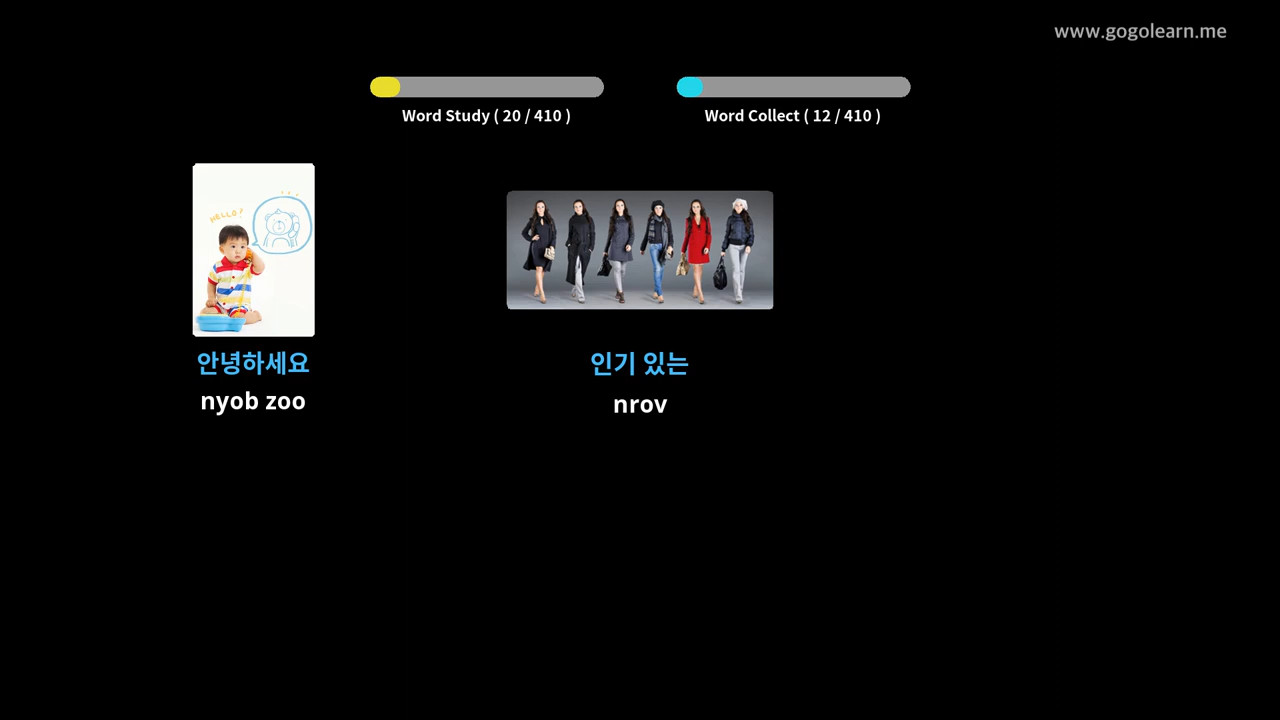 www.gogolearn.me
Word Study ( 20 / 410 )
Word Collect ( 12 / 410 )
HELLO?
안녕하세요
nyob zoo
인기 있는
nrov